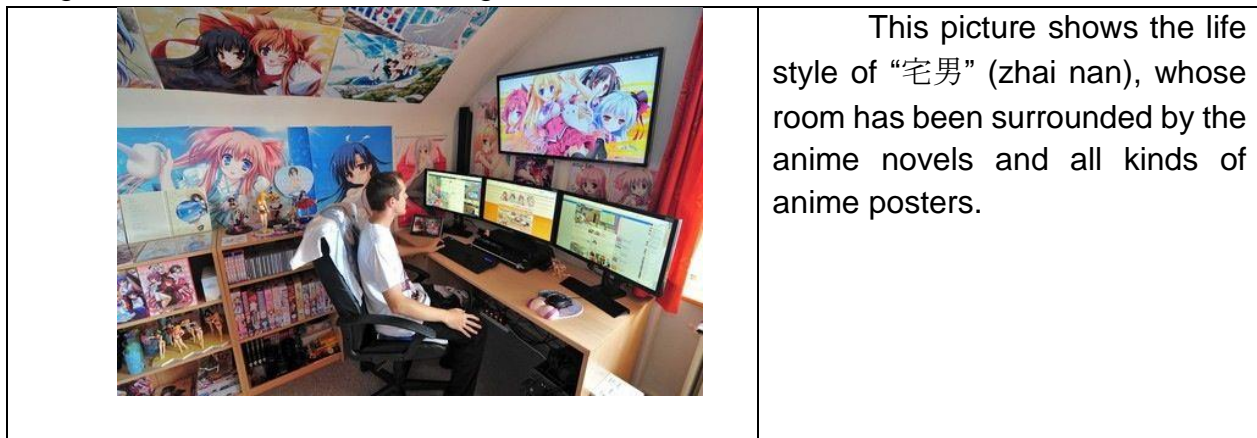 This picture shows the life
style of “宅男” (zhai nan), whose
room has been surrounded by the
anime novels and all kinds of
anime posters.